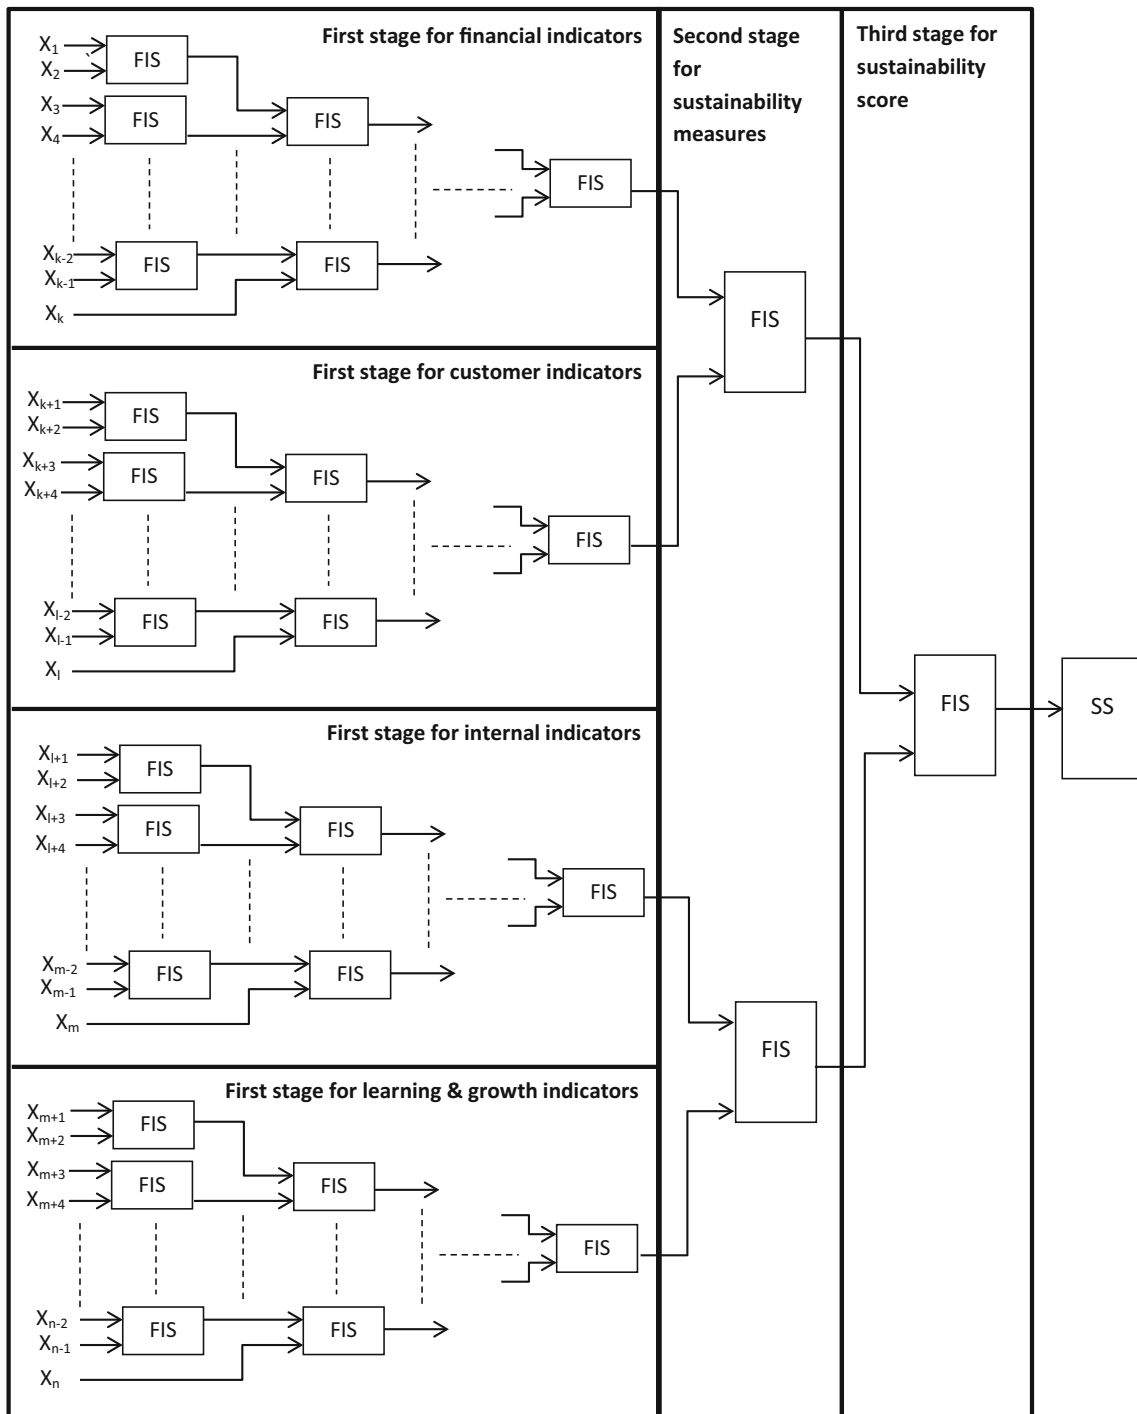 First stage for financial indicators
X1
X2
FIS
X3
X4
FIS
FIS
FIS
Xk-2
Xk-1
FIS
FIS
Xk
First stage for customer indicators
Xk+1
Xk+2
FIS
Xk+3
Xk+4
FIS
FIS
FIS
Xl-2
Xl-1
FIS
FIS
Xl
First stage for internal indicators
Xl+1
Xl+2
FIS
Xl+3
Xl+4
FIS
FIS
FIS
Xm-2
Xm-1
FIS
FIS
Xm
First stage for learning & growth indicators
Xm+1
Xm+2
FIS
Xm+3
Xm+4
FIS
FIS
FIS
Xn-2
Xn-1
FIS
FIS
Xn
Second stage
for
sustainability
measures
FIS
FIS
Third stage for
sustainability
score
FIS
SS